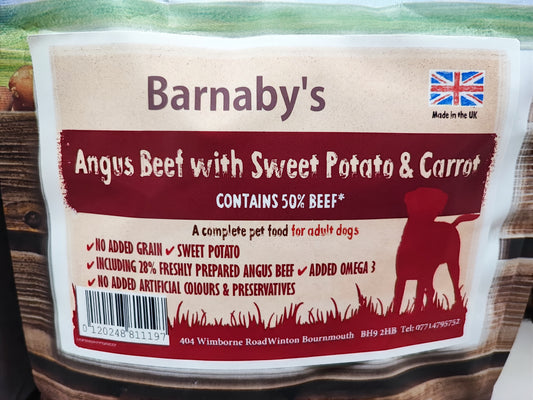 Barnaby's
Made in the UK
Angus Beef with Sweet Potato & Carrot
CONTAINS 50% BEEF*
A complete pet food for adult dogs
✔NO ADDED GRAIN ✔ SWEET POTATO
✔INCLUDING 28% FRESHLY PREPARED ANGUS BEEF ✔ ADDED OMEGA 3
✔NO ADDED ARTIFICIAL COLOURS & PRESERVATIVES
0 120248 811197
404 Wimborne RoadWinton Bournmouth BH9 2HB Tel: 07714795752